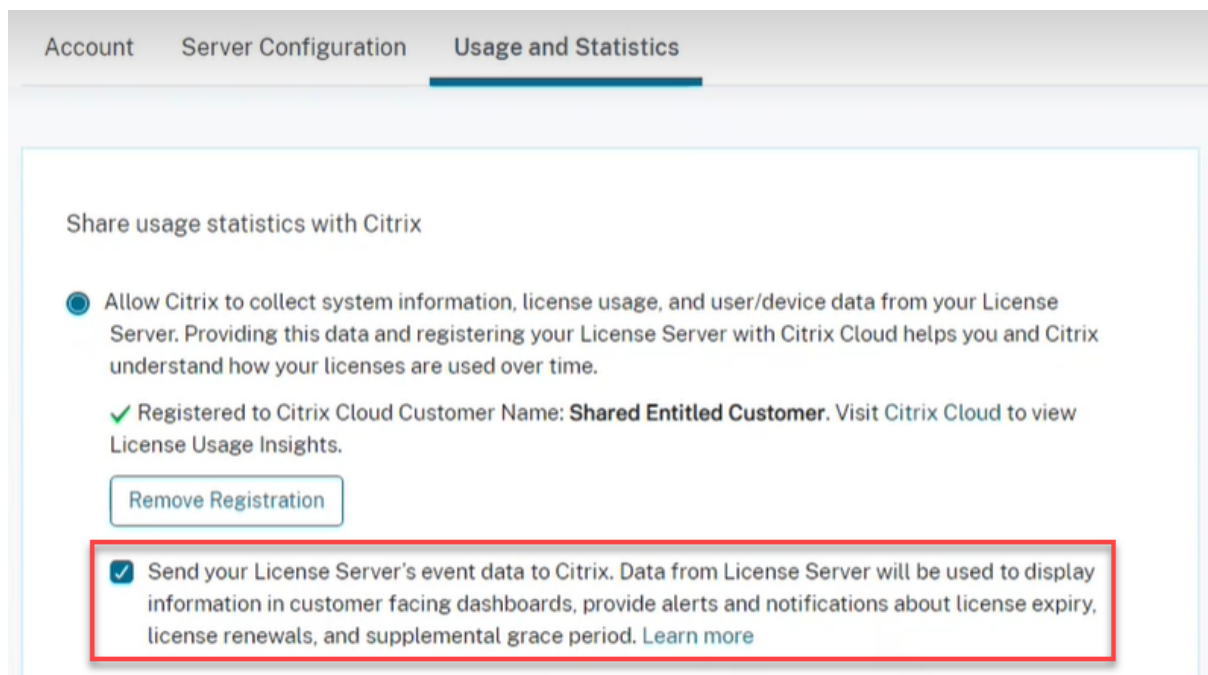 Account Server Configuration Usage and Statistics
Share usage statistics with Citrix
Allow Citrix to collect system information, license usage, and user/device data from your License
Server. Providing this data and registering your License Server with Citrix Cloud helps you and Citrix
understand how your licenses are used over time.
Registered to Citrix Cloud Customer Name: Shared Entitled Customer. Visit Citrix Cloud to view
License Usage Insights.
Remove Registration
Send your License Server's event data to Citrix. Data from License Server will be used to display
information in customer facing dashboards, provide alerts and notifications about license expiry,
license renewals, and supplemental grace period. Learn more